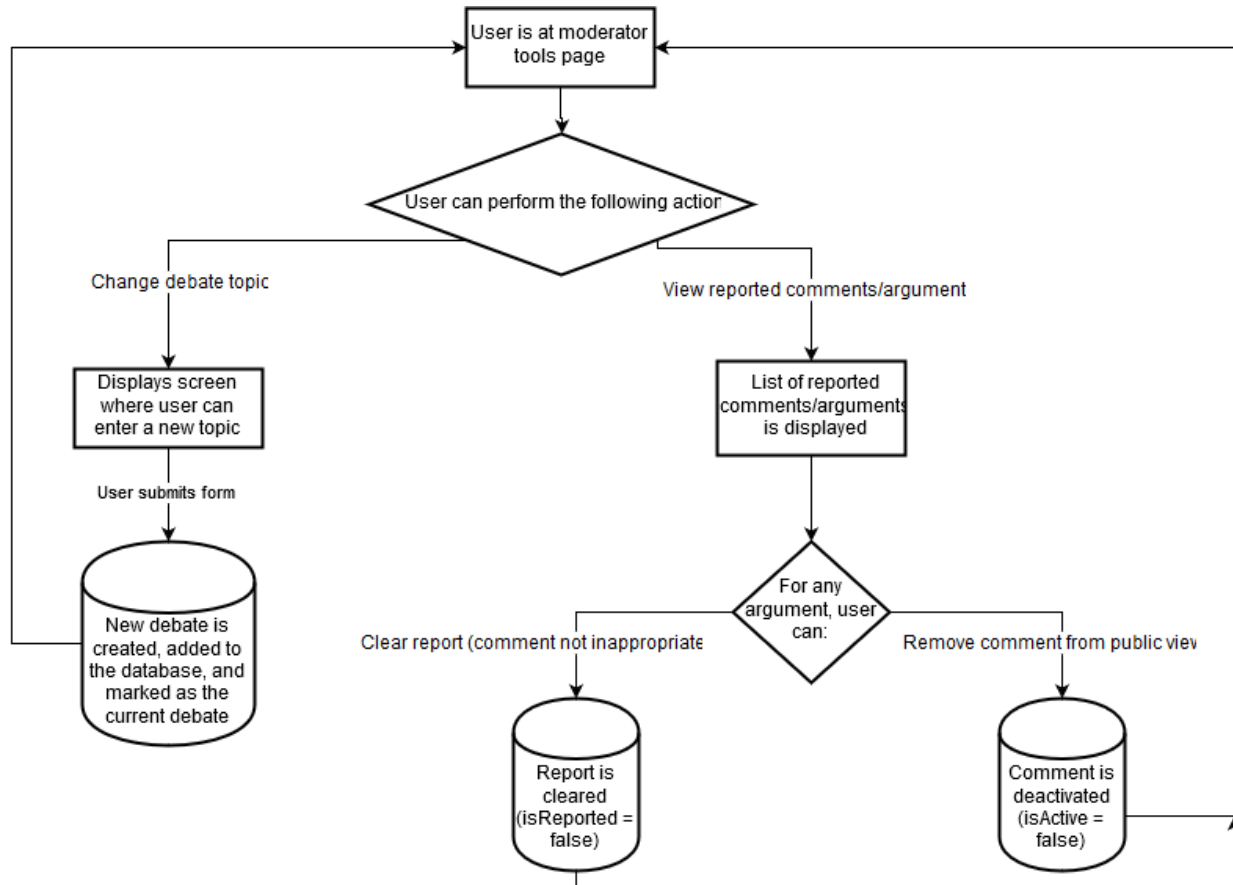 User is at moderator
tools page
User can perform the following action
Change debate topic
View reported comments/argument
Displays screen
where user can
enter a new topic
List of reported
comments/arguments
is displayed
User submits form
For any
argument, user
can:
New debate is
created, added to
the database, and
marked as the
current debate
Clear report (comment not inappropriate
Remove comment from public view
Report is
cleared
(isReported =
false)
Comment is
deactivated
(isActive =
false)